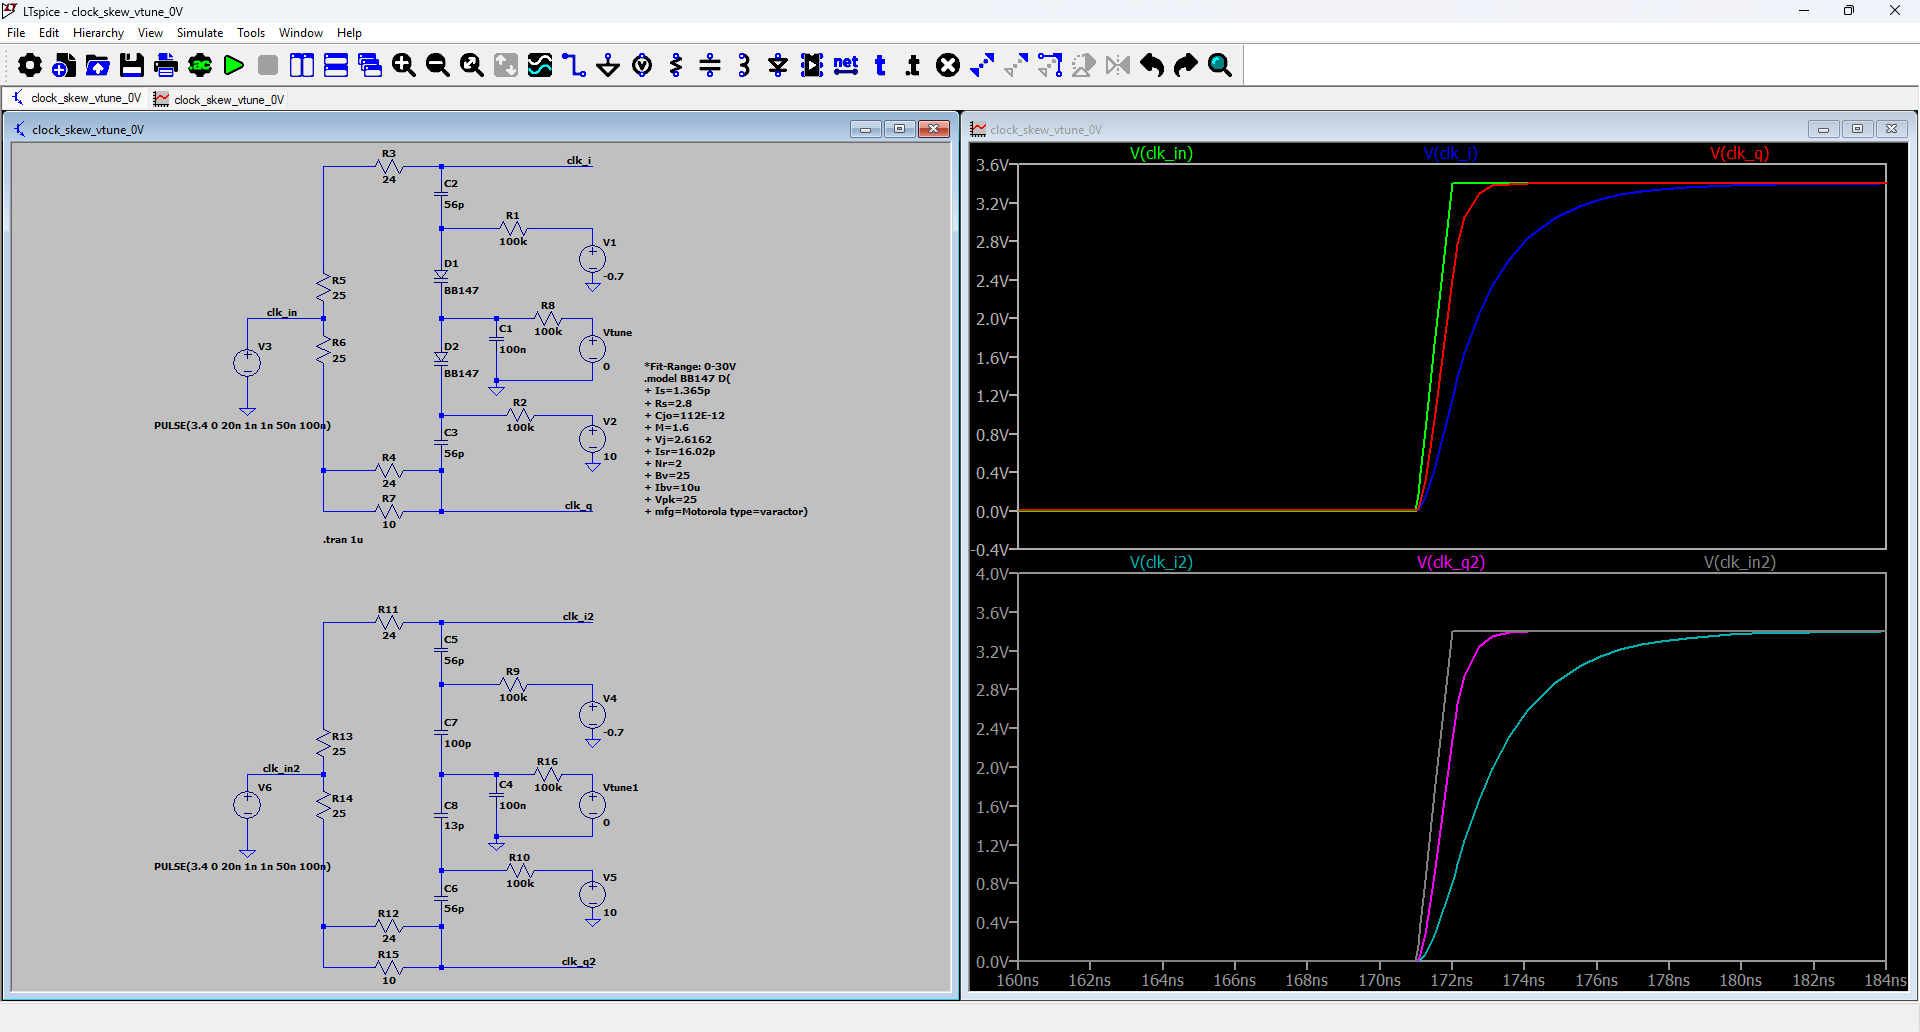 LTspice - clock_skew_vtune_0V
File Edit Hierarchy View Simulate Tools Window Help
.ac
net
t
.t
clock_skew_vtune_0V
clock_skew_vtune_0V
clock_skew_vtune_0V
R3
24
clk_i
C2
56p
R1
100k
V1
-0.7
D1
BB147
R5
25
clk_in
R8
100k
C1
100n
Vtune
0
V3
R6
25
D2
BB147
*Fit-Range: 0-30V
.model BB147 D(
+ Is=1.365p
+ Rs=2.8
+ Cjo=112E-12
+ M=1.6
+ Vj=2.6162
+ Isr=16.02p
+ Nr=2
+ Bv=25
+ Ibv=10u
+ Vpk=25
+ mfg=Motorola type=varactor)
R2
100k
V2
10
PULSE(3.4 0 20n 1n 1n 50n 100n)
C3
56p
R4
24
R7
10
clk_q
.tran 1u
R11
24
clk_i2
C5
56p
R9
100k
V4
-0.7
C7
100p
R13
25
clk_in2
R16
100k
C4
100n
Vtune1
0
V6
R14
25
C8
13p
R10
100k
V5
10
PULSE(3.4 0 20n 1n 1n 50n 100n)
C6
56p
R12
24
R15
10
clk_q2
clock_skew_vtune_0V
V(clk_in) V(clk_i) V(clk_q)
3.6V
3.2V
2.8V
2.4V
2.0V
1.6V
1.2V
0.8V
0.4V
0.0V
-0.4V
V(clk_i2) V(clk_q2) V(clk_in2)
4.0V
3.6V
3.2V
2.8V
2.4V
2.0V
1.6V
1.2V
0.8V
0.4V
0.0V
160ns 162ns 164ns 166ns 168ns 170ns 172ns 174ns 176ns 178ns 180ns 182ns 184ns